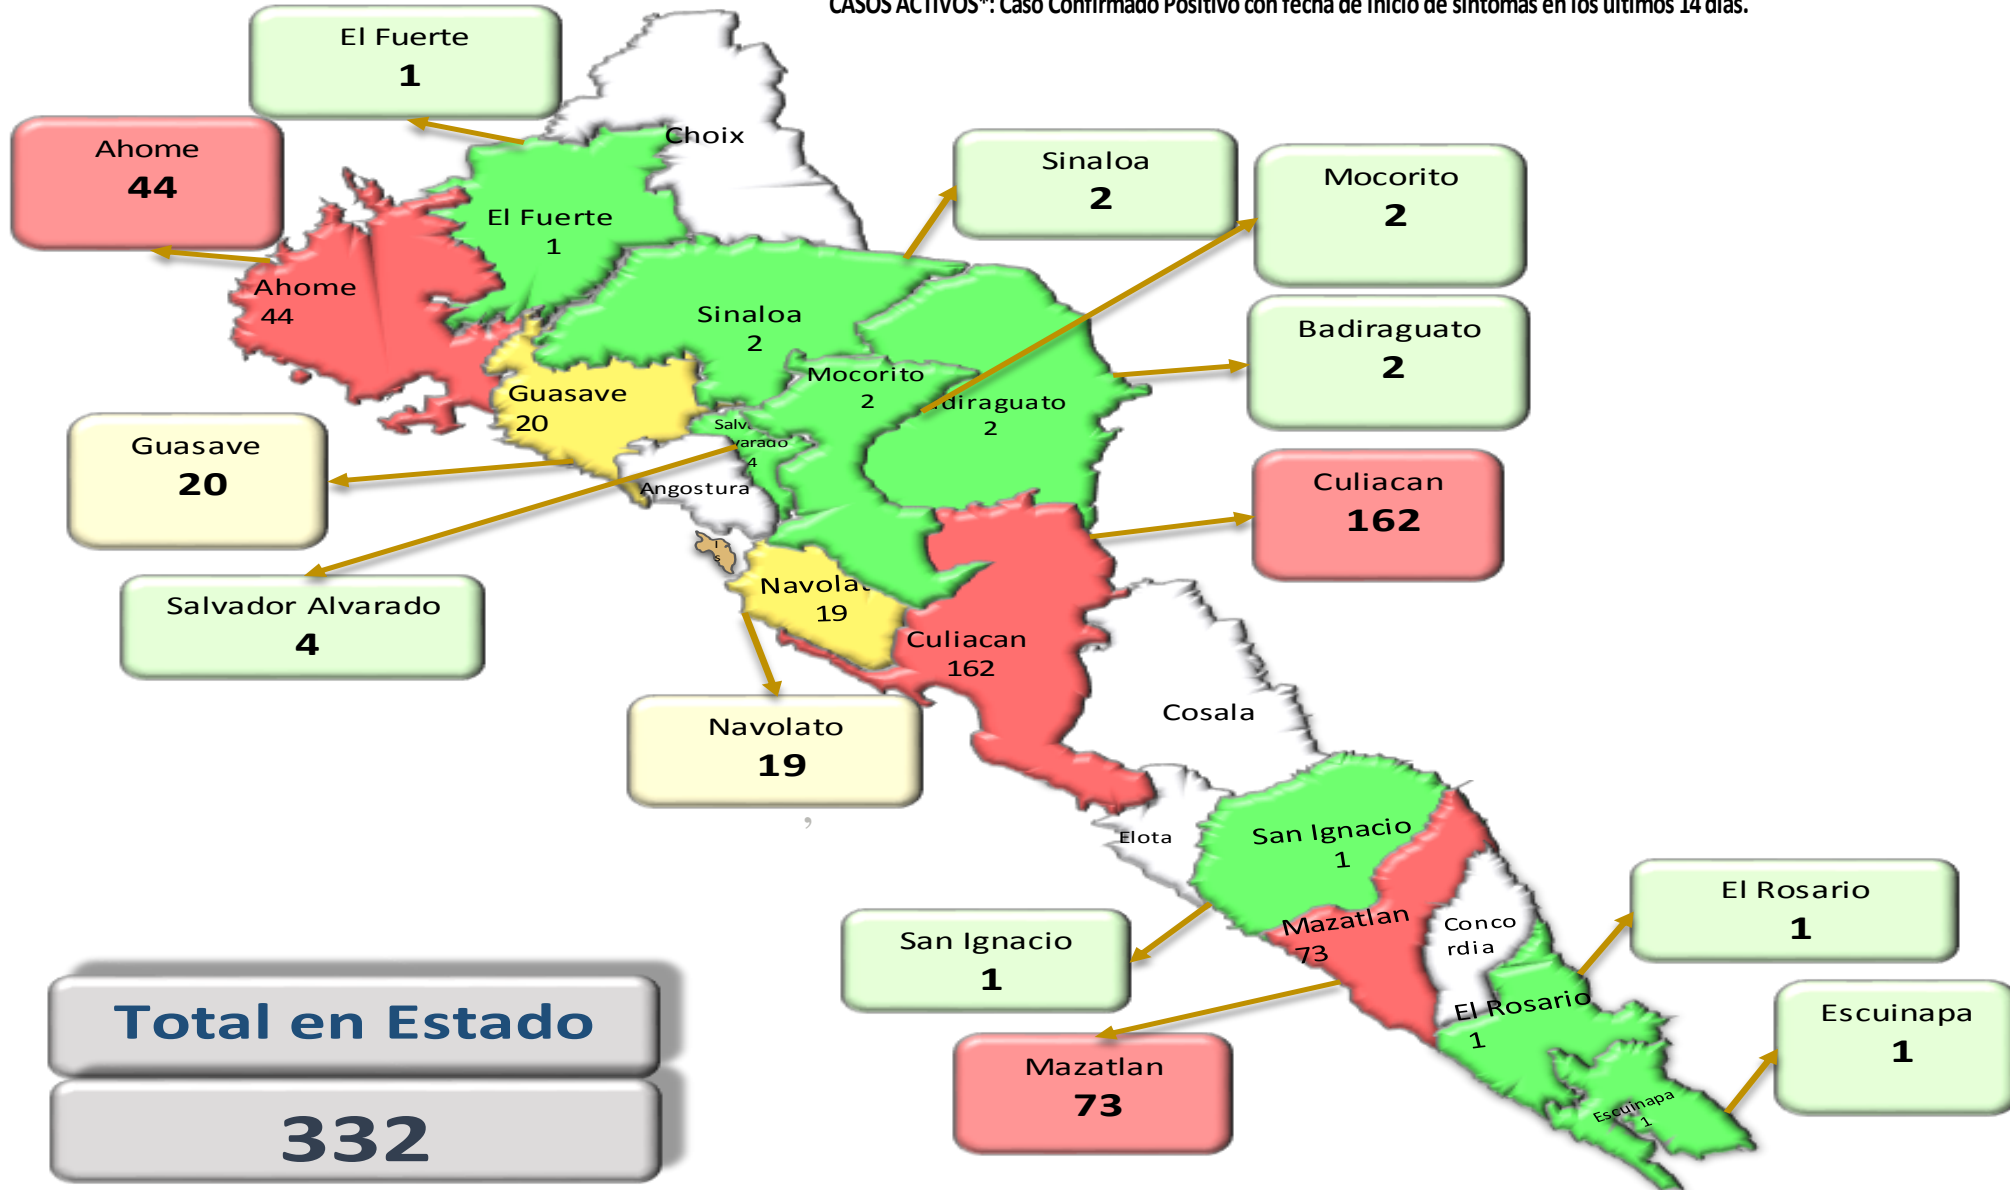 CASOS ACTIVOS*: Caso Confirmado Positivo con fecha de inicio de síntomas en los últimos 14 días.
El Fuerte
1
Ahome
44
Choix
Sinaloa
2
Mocorito
2
El Fuerte
1
Ahome
44
Sinaloa
2
Badiraguato
2
Mocorito
2
diraguato
2
Guasave
20
Salv
varado
4
Guasave
20
Angostura
Culiacan
162
I
s
Salvador Alvarado
4
Navolat
19
Culiacan
162
Navolato
19
Cosala
,
Elota
San Ignacio
1
El Rosario
1
Mazatlan
73
Conco
rdia
San Ignacio
1
El Rosario
1
Escuinapa
1
Total en Estado
332
Mazatlan
73
Escuinapa
1